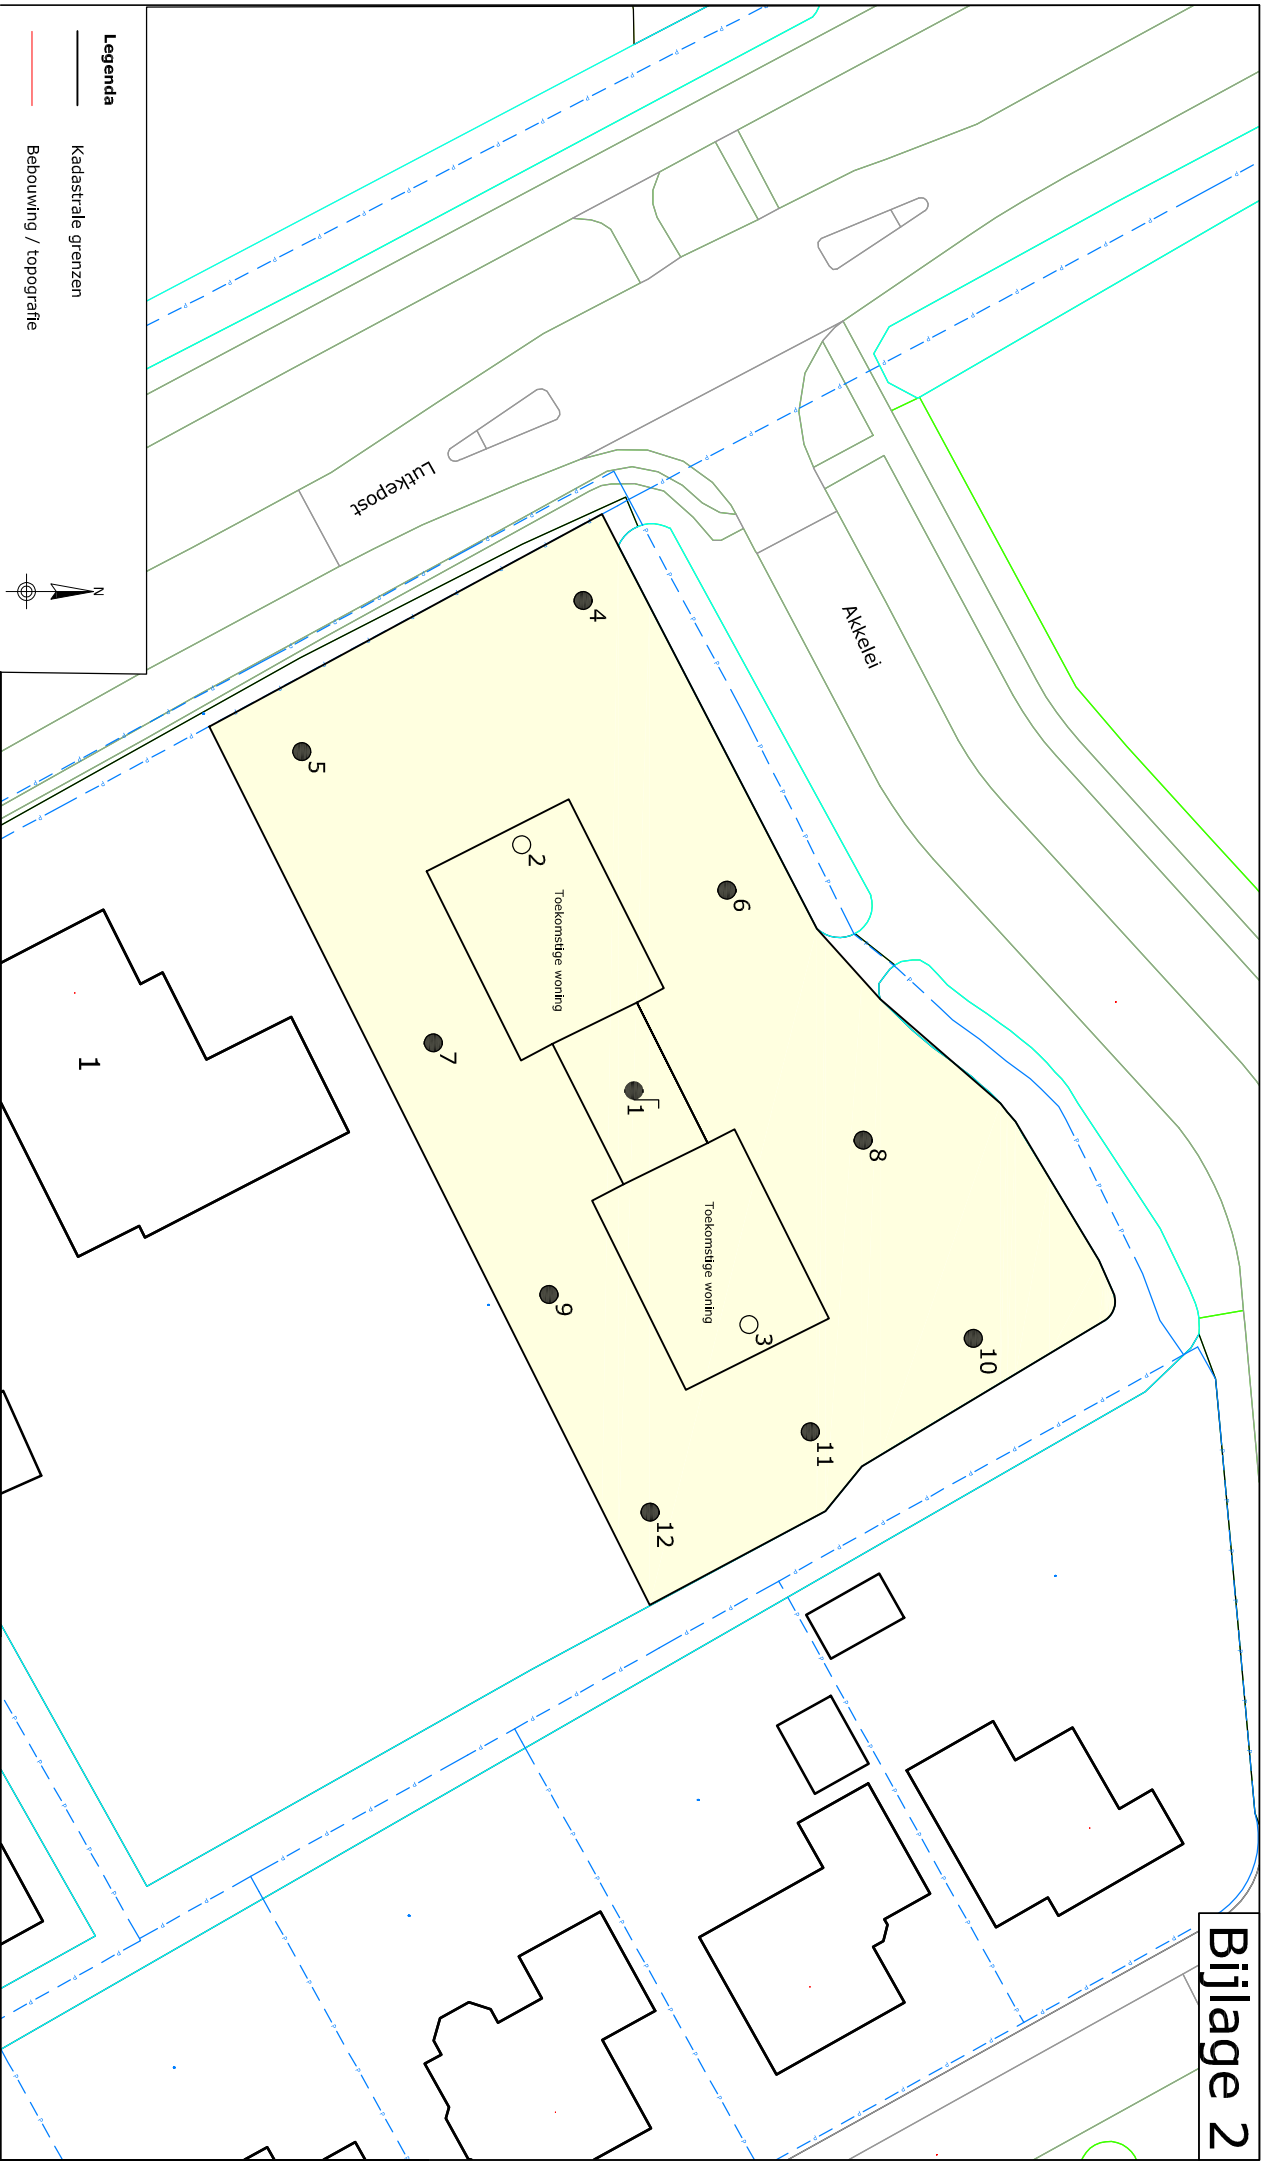 Bijlage 2
Akkelei
Lutkepost
4
5
6
2
Toekomstige woning
7
1
8
Toekomstige woning
3
9
10
11
12
1
Legenda
Kadastrale grenzen
Bebouwing / topografie
N